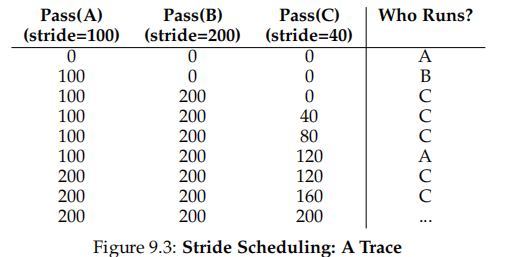 Pass(A) Pass(B) Pass(C) Who Runs?
(stride=100) (stride=200) (stride=40)
0 0 0 A
100 0 0 B
100 200 0 C
100 200 40 C
100 200 80 C
100 200 120 A
200 200 120 C
200 200 160 C
200 200 200 ...
Figure 9.3: Stride Scheduling: A Trace